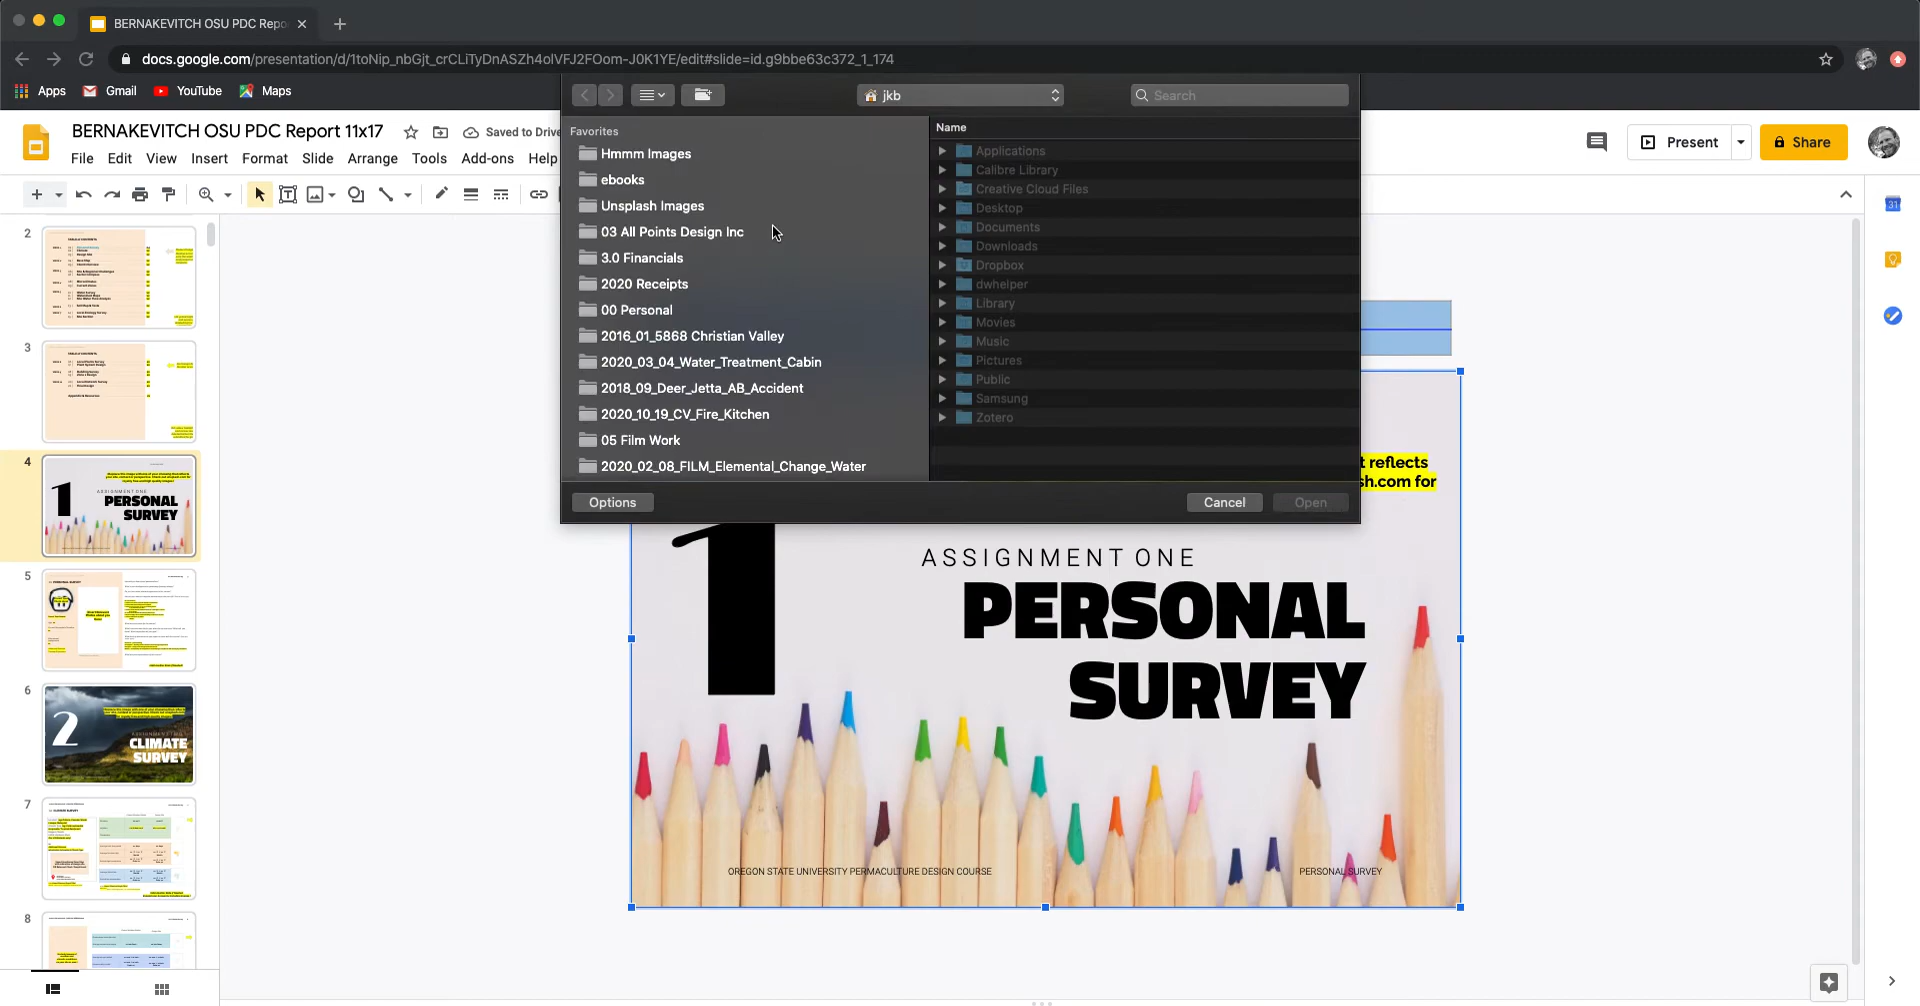 BERNAKEVITCH OSU PDC Repo
docs.google.com/presentation/d/1toNip_nbGjt_crCLiTyDnASZh4olVFJ2FOom-J0K1YE/edit#slide=id.g9bbe63c372_1_174
Apps
Gmail
YouTube
Maps
BERNAKEVITCH OSU PDC Report 11x17
Saved to Drive
File Edit View Insert Format Slide Arrange Tools Add-ons Help
Present
Share
jkb
Search
Favorites
Hmmm Images
ebooks
Unsplash Images
03 All Points Design Inc
3.0 Financials
2020 Receipts
00 Personal
2016_01_5868 Christian Valley
2020_03_04_Water_Treatment_Cabin
2018_09_Deer_Jetta_AB_Accident
2020_10_19_CV_Fire_Kitchen
05 Film Work
2020_02_08_FILM_Elemental_Change_Water
Name
Applications
Calibre Library
Creative Cloud Files
Desktop
Documents
Downloads
Dropbox
dwhelper
Library
Movies
Music
Pictures
Public
Samsung
Zotero
Options
Cancel
Open
31
2
3
4
1
ASSIGNMENT ONE
PERSONAL
SURVEY
5
6
2
CLIMATE
SURVEY
7
8
t reflects
sh.com for
1
ASSIGNMENT ONE
PERSONAL
SURVEY
OREGON STATE UNIVERSITY PERMACULTURE DESIGN COURSE
PERSONAL SURVEY